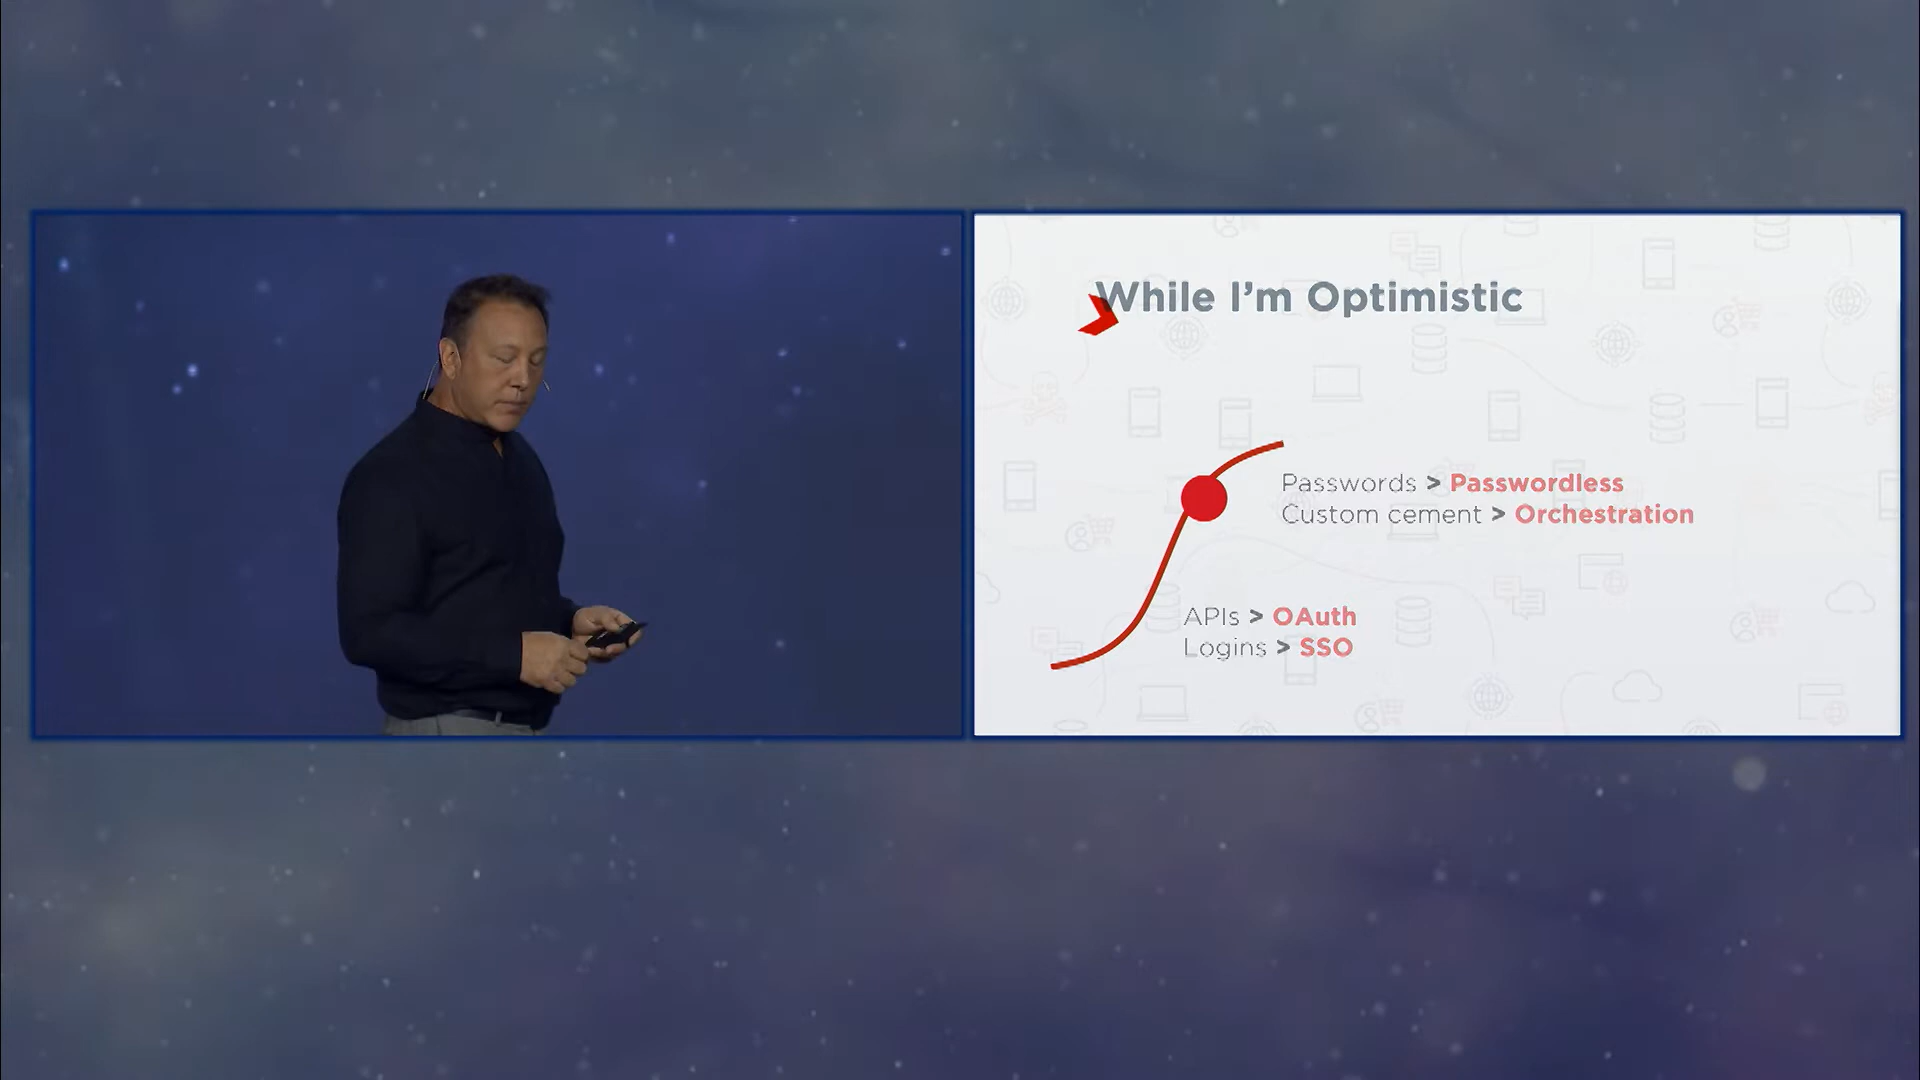 While I'm Optimistic
Passwords > Passwordless
Custom cement > Orchestration
APIs > OAuth
Logins > SSO